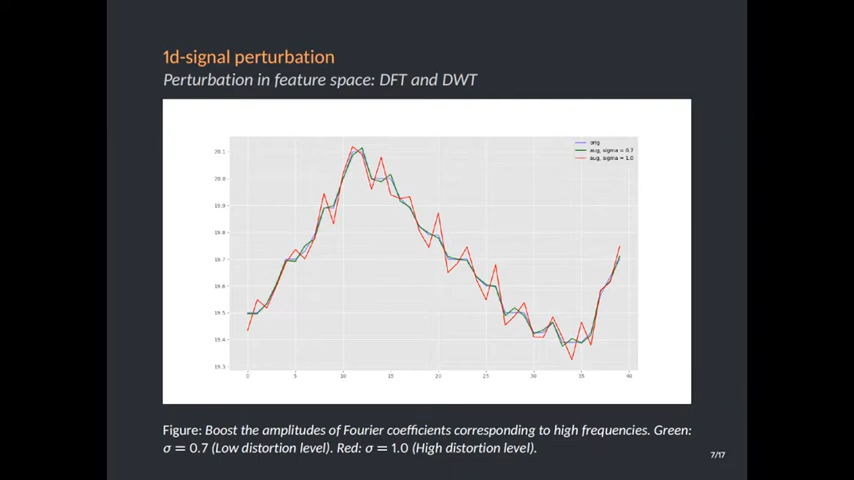 1d-signal perturbation
Perturbation in feature space: DFT and DWT
orig
aug, sigma = 0.7
aug, sigma = 1.0
20.1
20.0
19.9
19.8
19.7
19.6
19.5
19.4
19.3
0 5 10 15 20 25 30 35 40
Figure: Boost the amplitudes of Fourier coefficients corresponding to high frequencies. Green:
σ = 0.7 (Low distortion level). Red: σ = 1.0 (High distortion level).
7/17